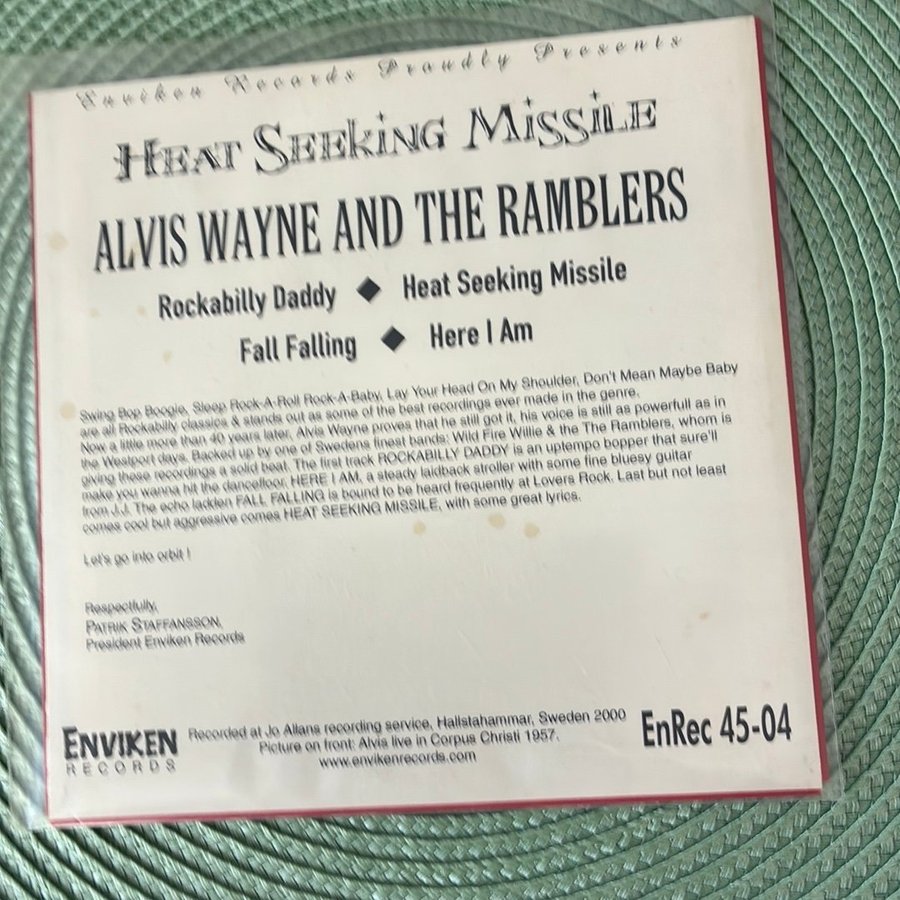 Enviken Records Proudly Presents
HEAT SEEKING MISSILE
ALVIS WAYNE AND THE RAMBLERS
Rockabilly Daddy ◆ Heat Seeking Missile
Fall Falling ◆ Here I Am
Swing Bop Boogie, Sleep Rock-A-Roll Rock-A-Baby, Lay Your Head On My Shoulder, Don't Mean Maybe Baby
are all Rockabilly classics & stands out as some of the best recordings ever made in the genre.
Now a little more than 40 years later, Alvis Wayne proves that he still got it, his voice is still as powerfull as in
the Westport days. Backed up by one of Swedens finest bands: Wild Fire Willie & the The Ramblers, whom is
giving these recordings a solid beat. The first track ROCKABILLY DADDY is an uptempo bopper that sure'll
make you wanna hit the dancefloor, HERE I AM, a steady laidback stroller with some fine bluesy guitar
from J.J. The echo ladden FALL FALLING is bound to be heard frequently at Lovers Rock. Last but not least
comes cool but aggressive comes HEAT SEEKING MISSILE, with some great lyrics.
Let's go into orbit !
Respectfully,
PATRIK STAFFANSSON,
President Enviken Records
ENVIKEN
RECORDS
Recorded at Jo Allans recording service, Hallstahammar, Sweden 2000
Picture on front: Alvis live in Corpus Christi 1957.
www.envikenrecords.com
EnRec 45-04